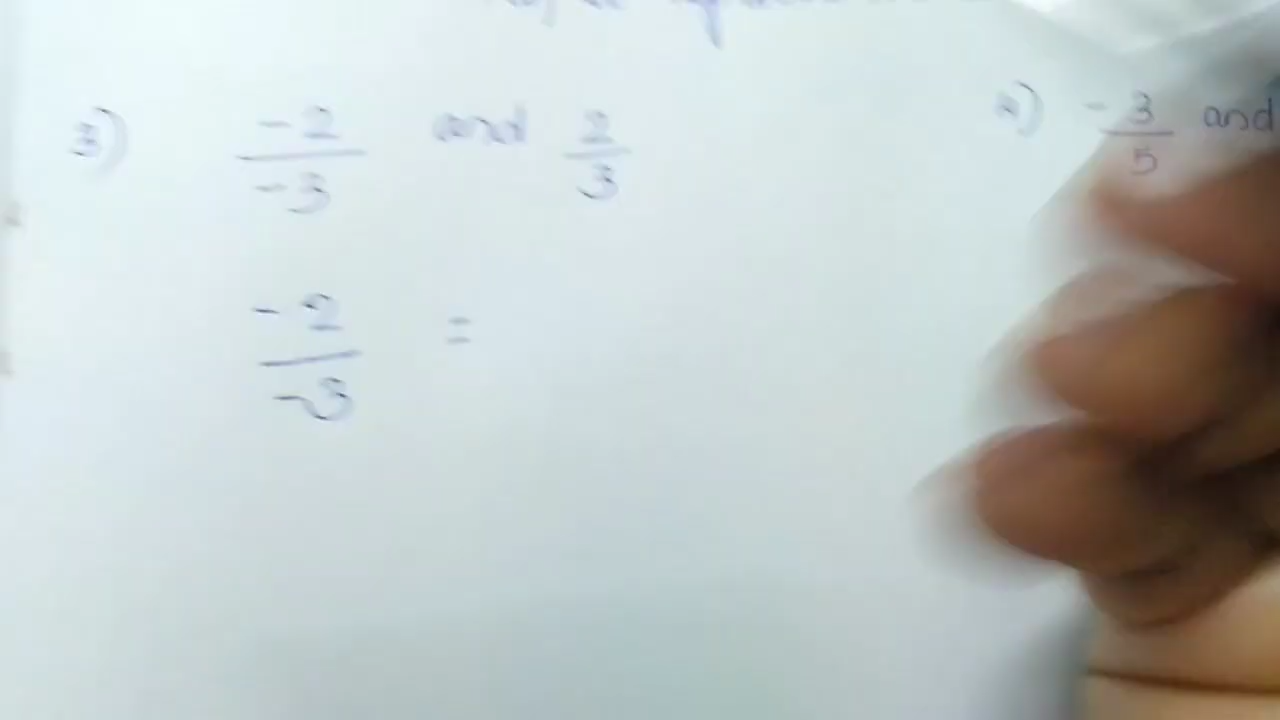 3) -2/-3 and 2/3
4) -3/5 and
-2/-3 =